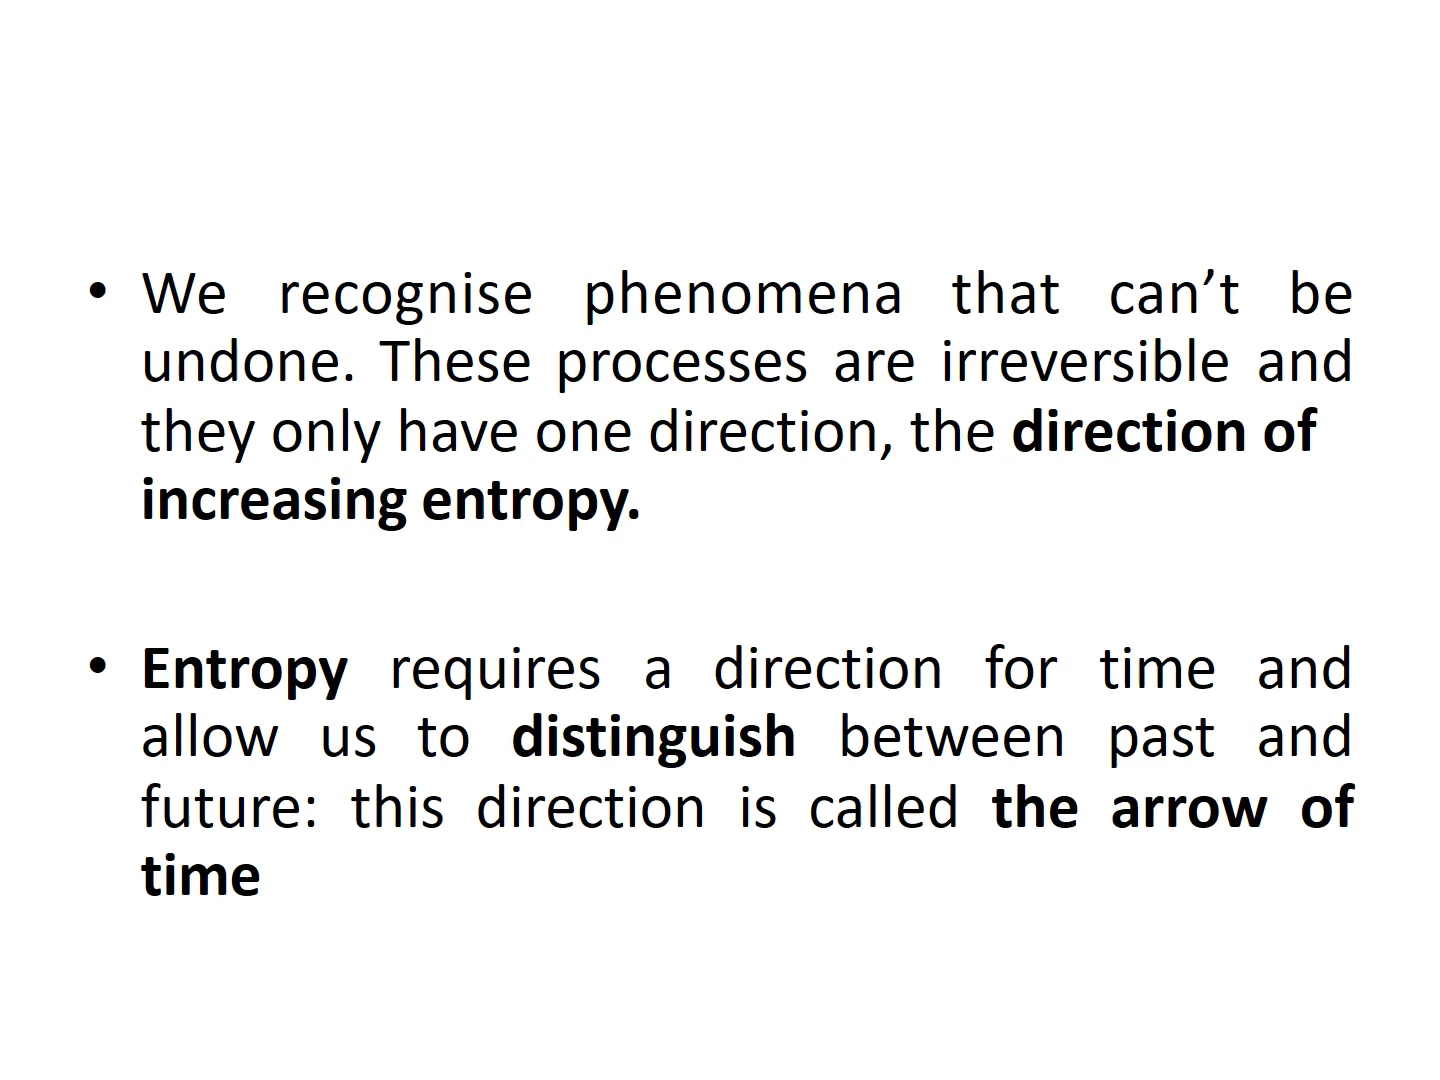 • We recognise phenomena that can’t be
undone. These processes are irreversible and
they only have one direction, the direction of
increasing entropy.
• Entropy requires a direction for time and
allow us to distinguish between past and
future: this direction is called the arrow of
time